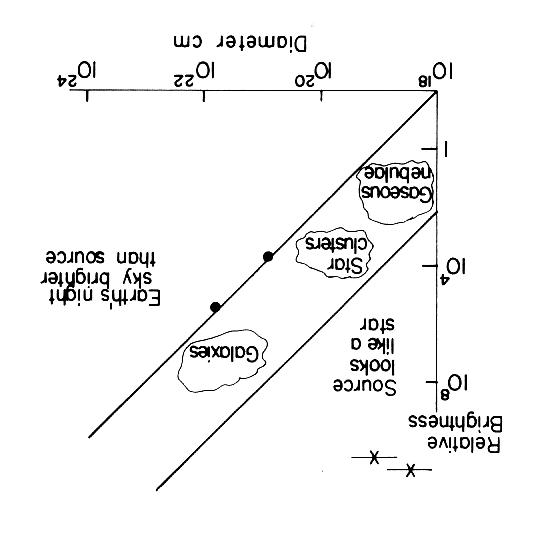 Relative
Brightness
10^8
Source
looks
like a
star
Galaxies
10^4
Star
clusters
Earth's night
sky brighter
than source
Gaseous
nebulae
1
10^18
10^20
10^22
10^24
Diameter cm